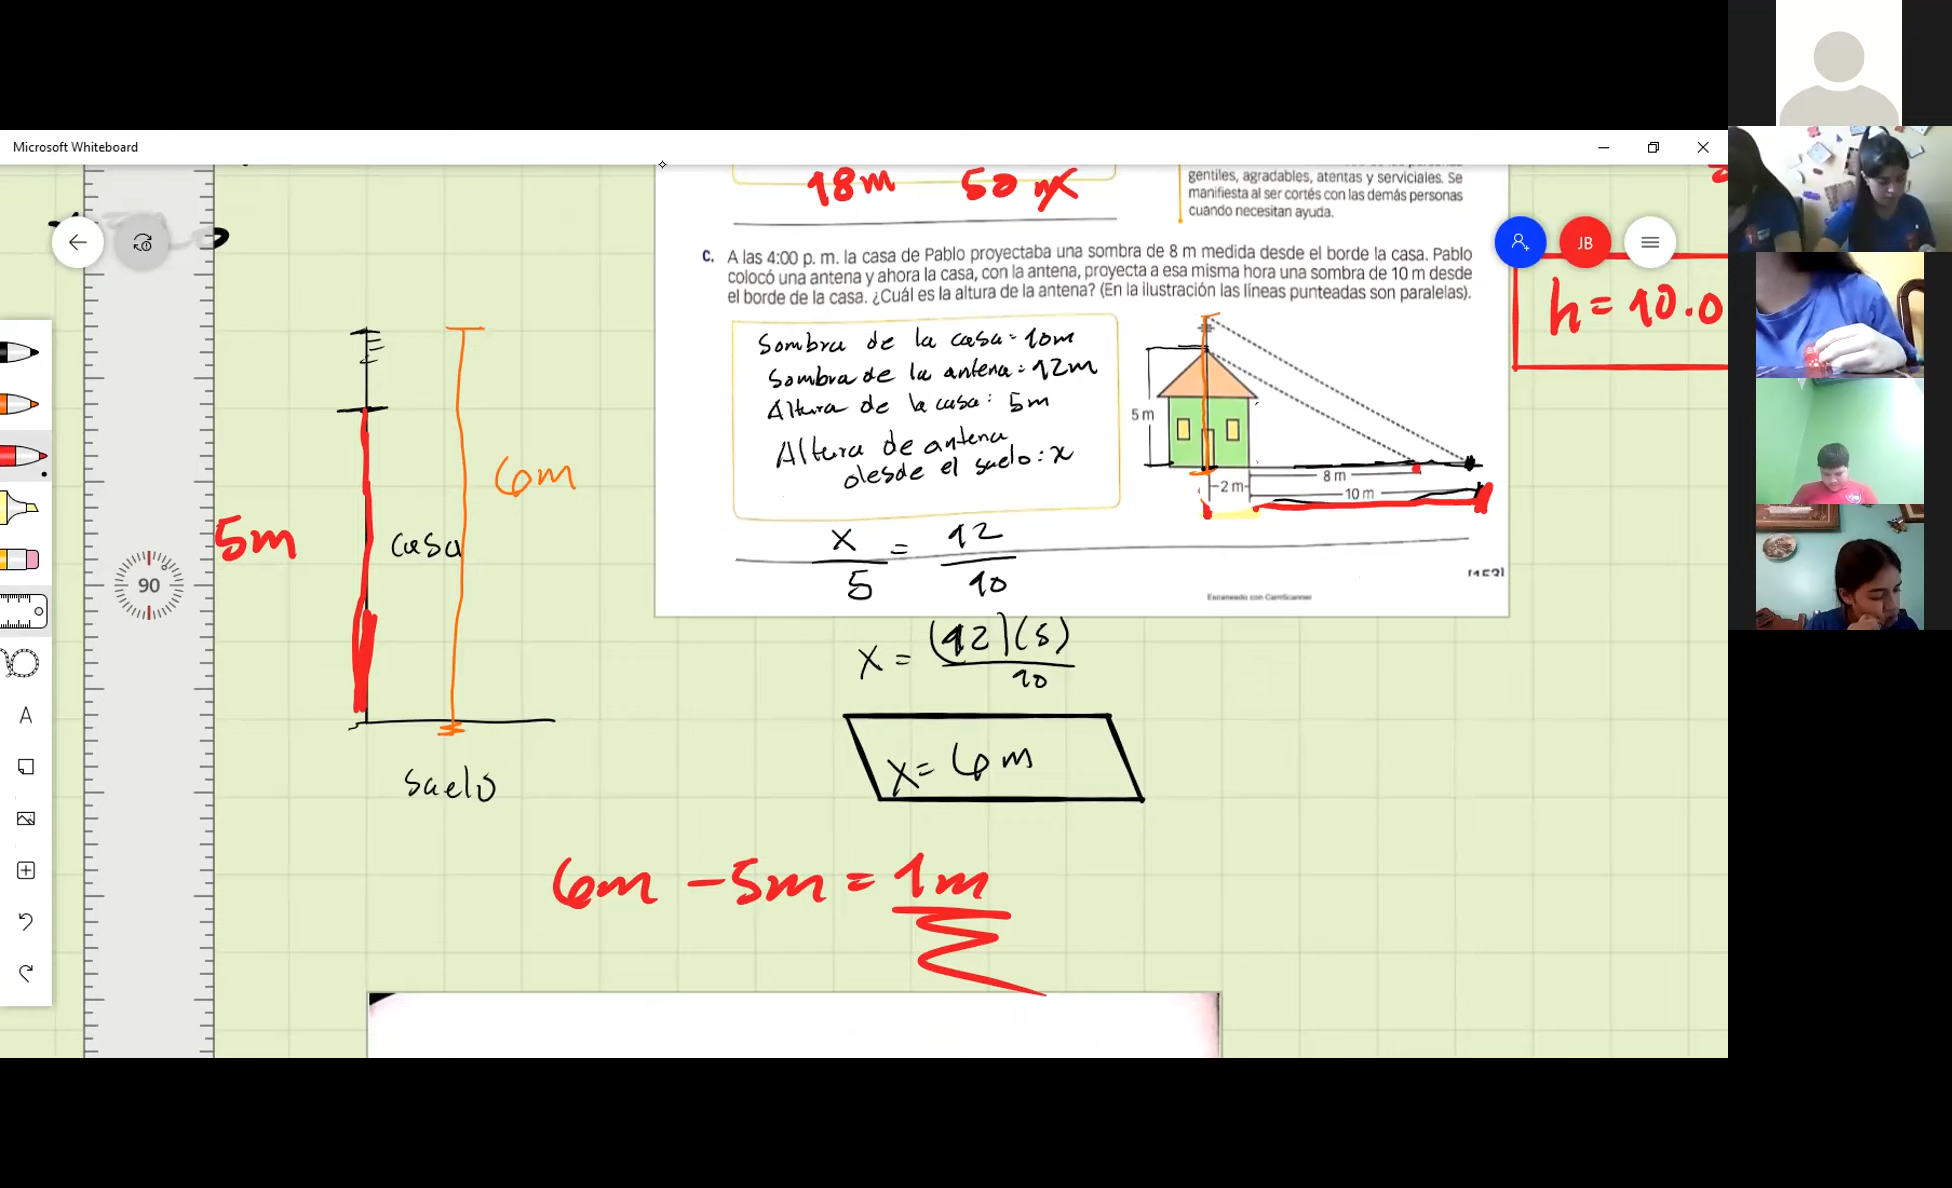 Microsoft Whiteboard
18m 50 m
gentiles, agradables, atentas y serviciales. Se
manifiesta al ser cortés con las demás personas
cuando necesitan ayuda.
JB
h = 10.0
c. A las 4:00 p. m. la casa de Pablo proyectaba una sombra de 8 m medida desde el borde la casa. Pablo
colocó una antena y ahora la casa, con la antena, proyecta a esa misma hora una sombra de 10 m desde
el borde de la casa. ¿Cuál es la altura de la antena? (En la ilustración las líneas punteadas son paralelas).
Sombra de la casa = 10m
Sombra de la antena = 12m
Altura de la casa: 5m
Altura de antena
desde el suelo: x
5 m
8 m
2 m
10 m
x/5 = 12/10
Escaneado con CamScanner
x = (12)(5)/10
x = 6m
6m - 5m = 1m
5m
casa
6m
suelo
90
A